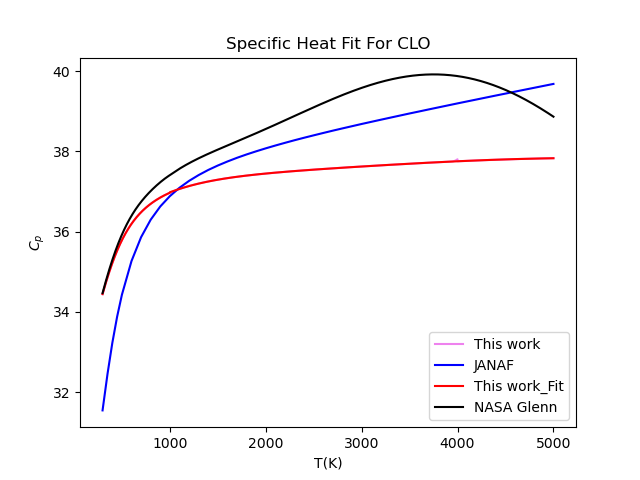 Specific Heat Fit For CLO
40
38
36
34
32
C_p
1000
2000
3000
4000
5000
T(K)
This work
JANAF
This work_Fit
NASA Glenn